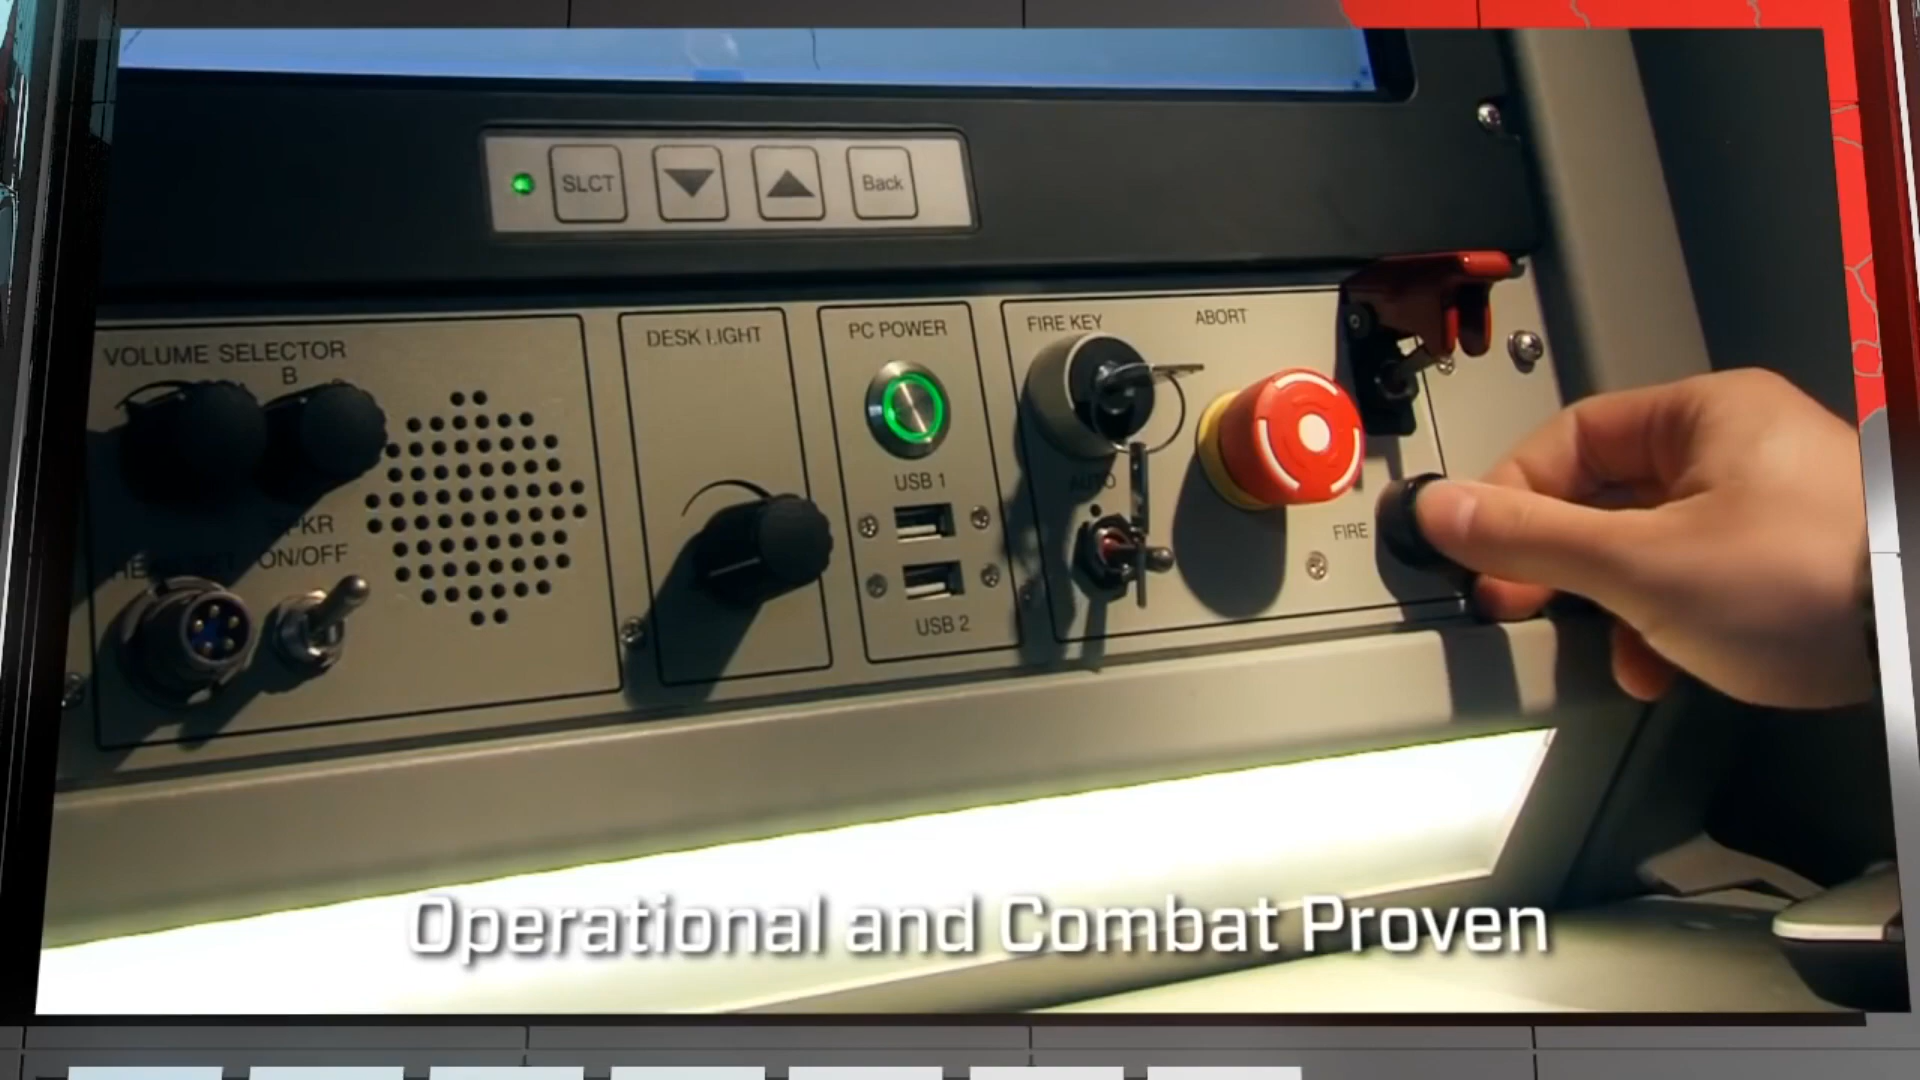 SLCT
Back
VOLUME SELECTOR
B
DESK LIGHT
PC POWER
FIRE KEY
ABORT
USB 1
AUTO
ON/OFF
FIRE
USB 2
Operational and Combat Proven